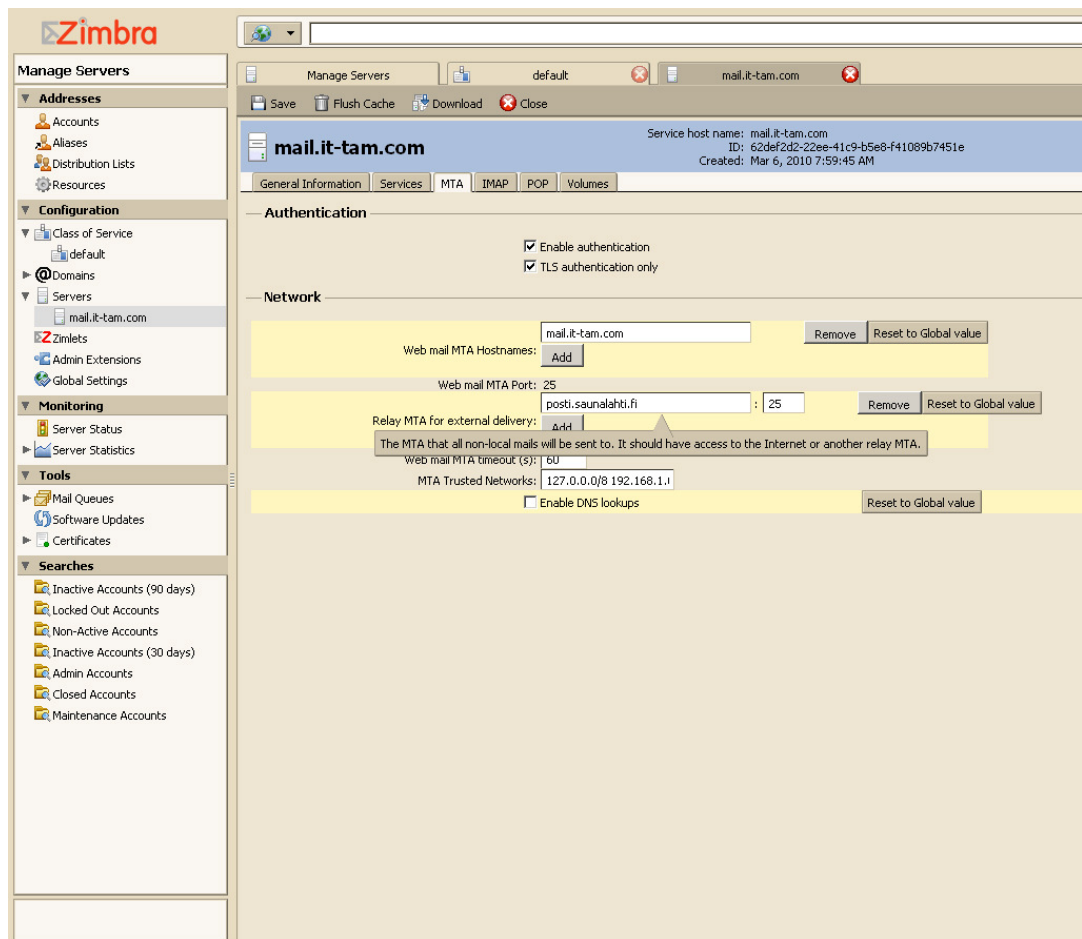 Zimbra
Manage Servers
Addresses
Accounts
Aliases
Distribution Lists
Resources
Configuration
Class of Service
default
@Domains
Servers
mail.it-tam.com
Zimlets
Admin Extensions
Global Settings
Monitoring
Server Status
Server Statistics
Tools
Mail Queues
Software Updates
Certificates
Searches
Inactive Accounts (90 days)
Locked Out Accounts
Non-Active Accounts
Inactive Accounts (30 days)
Admin Accounts
Closed Accounts
Maintenance Accounts
Manage Servers default mail.it-tam.com
Save Flush Cache Download Close
mail.it-tam.com
Service host name: mail.it-tam.com
ID: 62def2d2-22ee-41c9-b5e8-f41089b7451e
Created: Mar 6, 2010 7:59:45 AM
General Information Services MTA IMAP POP Volumes
Authentication
Enable authentication
TLS authentication only
Network
mail.it-tam.com Remove Reset to Global value
Web mail MTA Hostnames: Add
Web mail MTA Port: 25
posti.saunalahti.fi : 25 Remove Reset to Global value
Relay MTA for external delivery: Add
The MTA that all non-local mails will be sent to. It should have access to the Internet or another relay MTA.
Web mail MTA timeout (s): 60
MTA Trusted Networks: 127.0.0.0/8 192.168.1.
Enable DNS lookups Reset to Global value